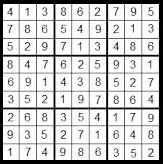 4 1 3 8 6 2 7 9 5
7 8 6 5 4 9 2 1 3
5 2 9 7 1 3 4 8 6
8 4 7 6 2 5 9 3 1
6 9 1 4 3 8 5 2 7
3 5 2 1 9 7 8 6 4
2 6 8 3 5 4 1 7 9
9 3 5 2 7 1 6 4 8
1 7 4 9 8 6 3 5 2